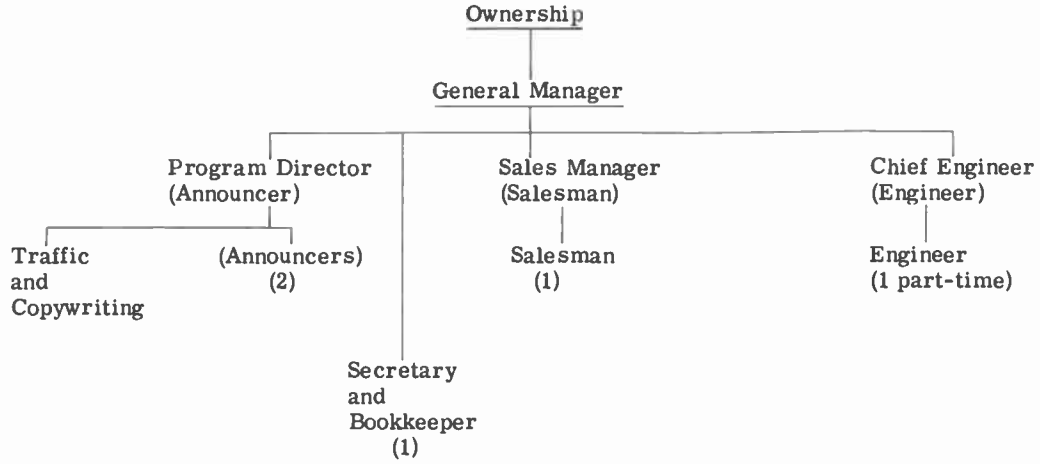 Ownership
General Manager
Program Director
(Announcer)
Sales Manager
(Salesman)
Chief Engineer
(Engineer)
Traffic
and
Copywriting
(Announcers)
(2)
Salesman
(1)
Engineer
(1 part-time)
Secretary
and
Bookkeeper
(1)